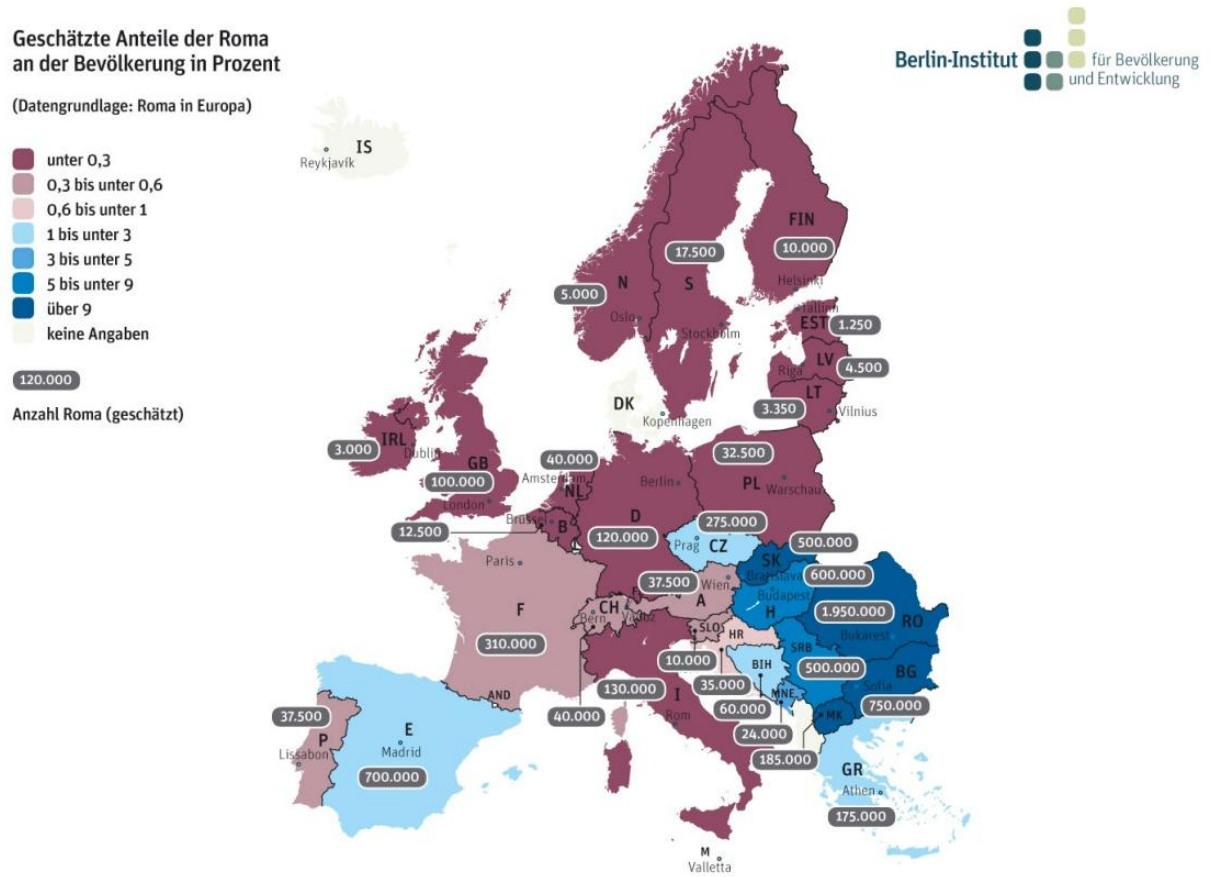 Geschätzte Anteile der Roma
an der Bevölkerung in Prozent
(Datengrundlage: Roma in Europa)
unter 0,3
0,3 bis unter 0,6
0,6 bis unter 1
1 bis unter 3
3 bis unter 5
5 bis unter 9
über 9
keine Angaben
120.000
Anzahl Roma (geschätzt)
Berlin-Institut
für Bevölkerung
und Entwicklung
IS
Reykjavík
FIN
10.000
Helsinki
17.500
S
Stockholm
N
5.000
Oslo
Tallinn
EST
1.250
LV
4.500
Riga
LT
3.350
Vilnius
DK
Kopenhagen
IRL
3.000
Dublin
GB
100.000
London
40.000
Amsterdam
NL
12.500
Brüssel
B
Berlin
D
120.000
32.500
PL
Warschau
275.000
Prag
CZ
500.000
SK
Bratislava
600.000
Budapest
H
37.500
Wien
A
Paris
F
310.000
CH
Bern
Vaduz
40.000
SLO
10.000
HR
35.000
1.950.000
RO
Bukarest
SRB
500.000
BIH
60.000
MNE
24.000
BG
Sofia
750.000
MK
185.000
130.000
I
Rom
AND
37.500
P
Lissabon
E
Madrid
700.000
GR
Athen
175.000
M
Valletta